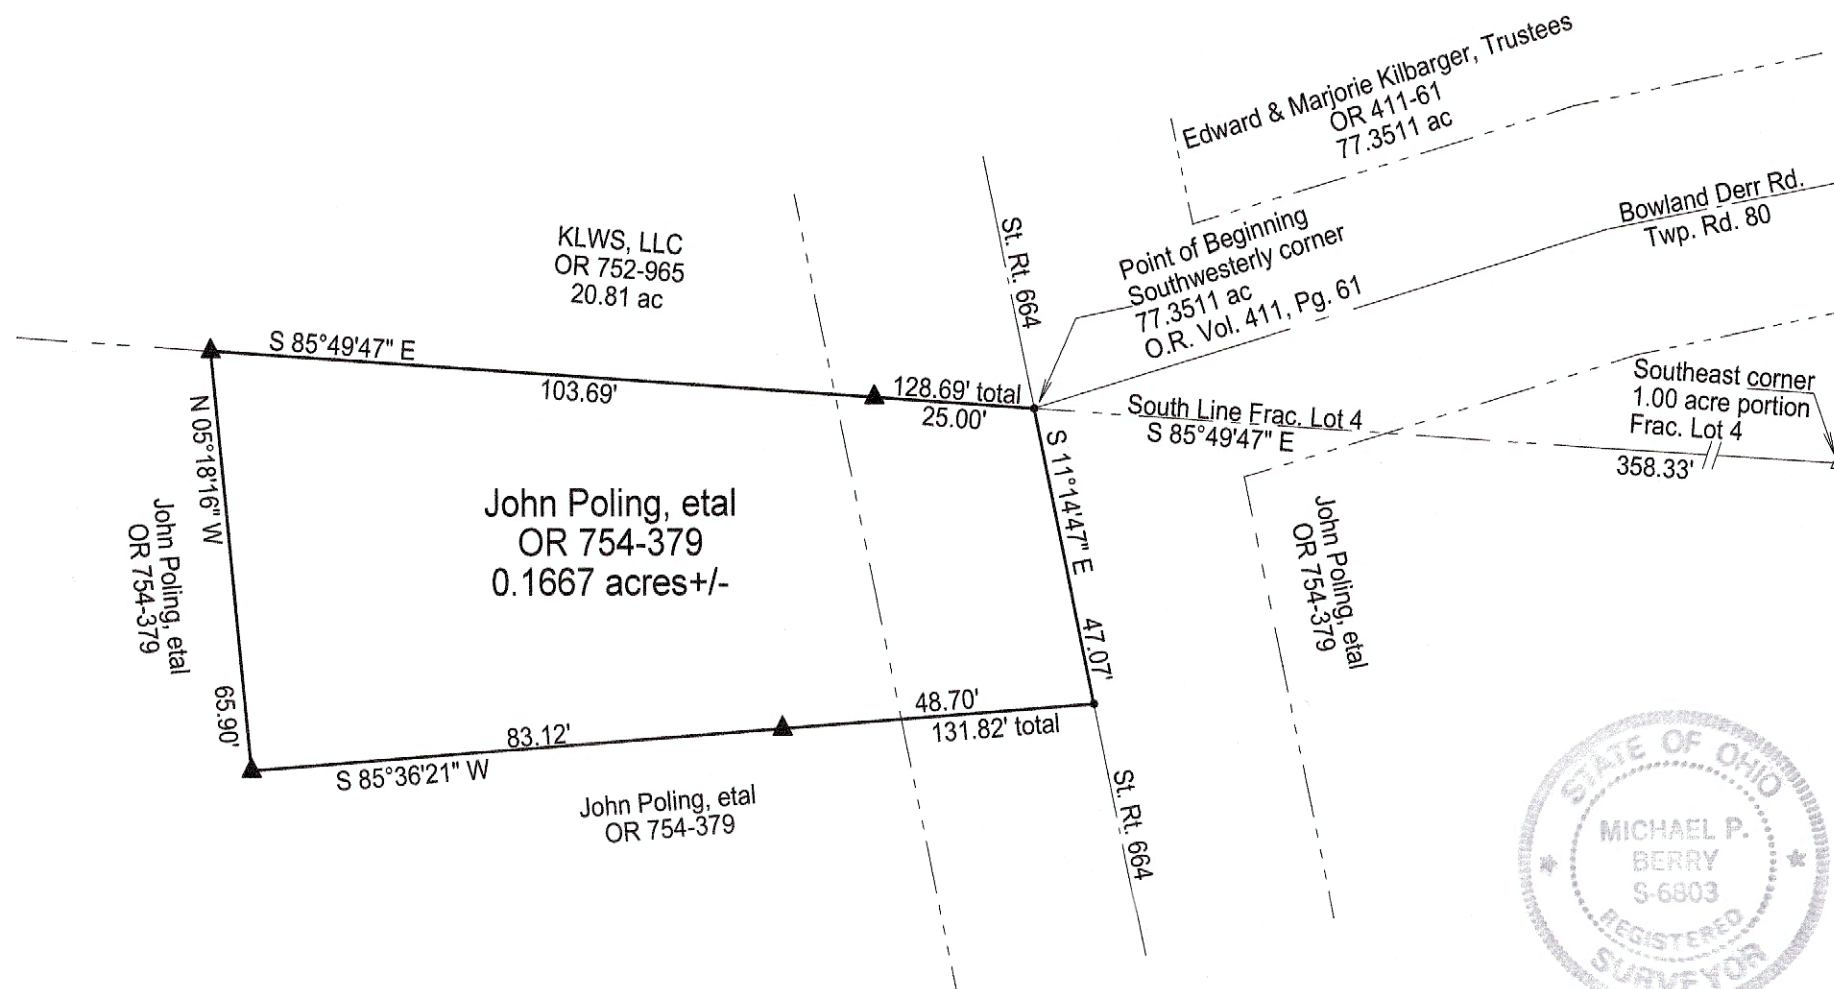 Edward & Marjorie Kilbarger, Trustees
OR 411-61
77.3511 ac
Bowland Derr Rd.
Twp. Rd. 80
KLWS, LLC
OR 752-965
20.81 ac
St. Rt. 664
Point of Beginning
Southwesterly corner
77.3511 ac
O.R. Vol. 411, Pg. 61
S 85°49'47" E
103.69'
128.69' total
25.00'
South Line Frac. Lot 4
S 85°49'47" E
358.33'
Southeast corner
1.00 acre portion
Frac. Lot 4
N 05°18'16" W
65.90'
John Poling, etal
OR 754-379
John Poling, etal
OR 754-379
0.1667 acres+/-
S 11°14'47" E
47.07'
John Poling, etal
OR 754-379
83.12'
S 85°36'21" W
48.70'
131.82' total
John Poling, etal
OR 754-379
St. Rt. 664
STATE OF OHIO
MICHAEL P.
BERRY
S-6803
REGISTERED
SURVEYOR